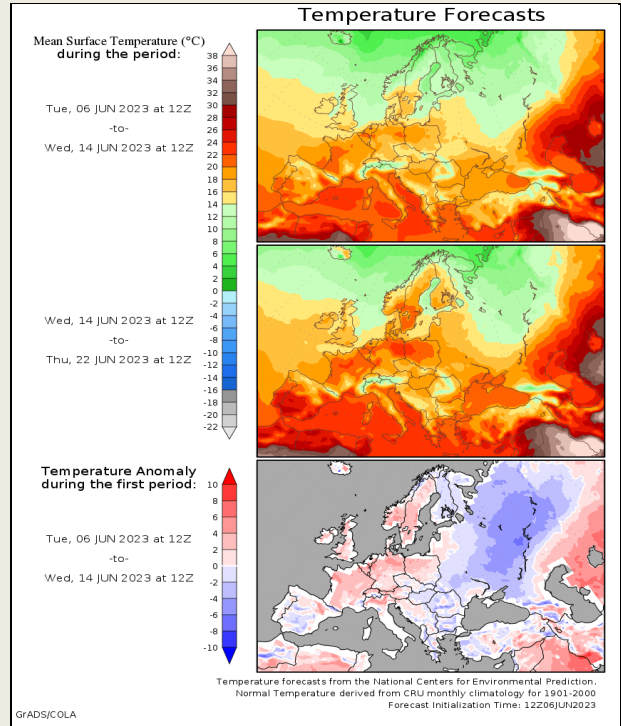 Temperature Forecasts
Mean Surface Temperature (°C)
during the period:
Tue, 06 JUN 2023 at 12Z
-to-
Wed, 14 JUN 2023 at 12Z
38
36
34
32
30
28
26
24
22
20
18
16
14
12
10
8
6
4
2
0
-2
-4
-6
-8
-10
-12
-14
-16
-18
-20
-22
Wed, 14 JUN 2023 at 12Z
-to-
Thu, 22 JUN 2023 at 12Z
Temperature Anomaly
during the first period:
Tue, 06 JUN 2023 at 12Z
-to-
Wed, 14 JUN 2023 at 12Z
10
8
6
4
2
0
-2
-4
-6
-8
-10
Temperature forecasts from the National Centers for Environmental Prediction.
Normal Temperature derived from CRU monthly climatology for 1901-2000
Forecast Initialization Time: 12Z06JUN2023
GrADS/COLA